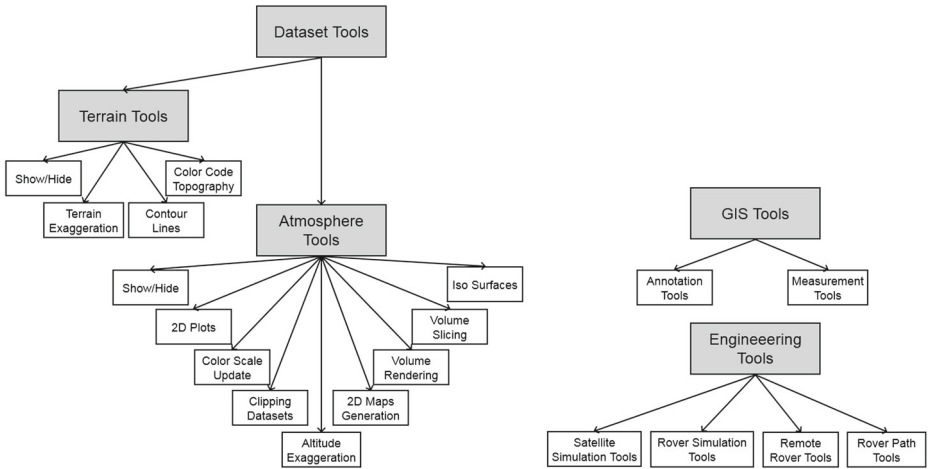 Dataset Tools
Terrain Tools
Show/Hide
Color Code
Topography
Terrain
Exaggeration
Contour
Lines
Atmosphere
Tools
Show/Hide
Iso Surfaces
2D Plots
Volume
Slicing
Color Scale
Update
Volume
Rendering
Clipping
Datasets
2D Maps
Generation
Altitude
Exaggeration
GIS Tools
Annotation
Tools
Measurement
Tools
Engineeering
Tools
Satellite
Simulation Tools
Rover Simulation
Tools
Remote
Rover Tools
Rover Path
Tools